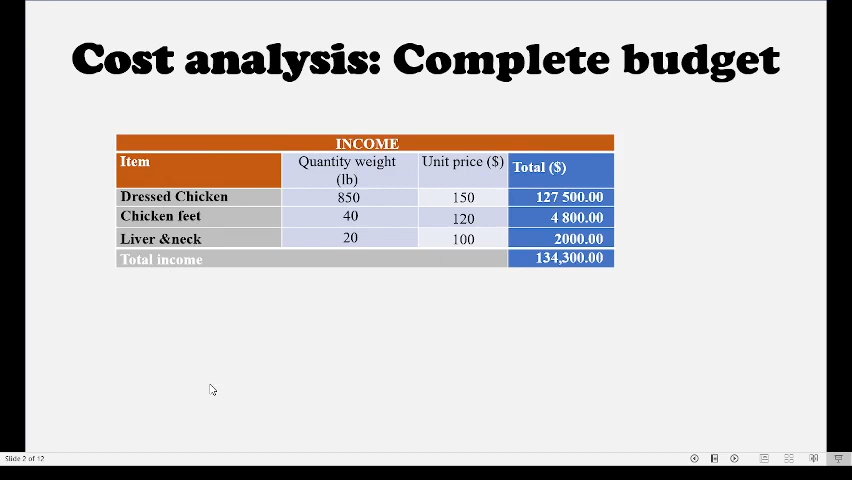 Cost analysis: Complete budget
INCOME
Item Quantity weight (lb) Unit price ($) Total ($)
Dressed Chicken 850 150 127 500.00
Chicken feet 40 120 4 800.00
Liver &neck 20 100 2000.00
Total income 134,300.00
Slide 2 of 12